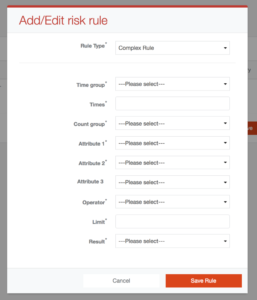 Add/Edit risk rule
Rule Type* Complex Rule
Time group* ---Please select---
Times*
Count group* ---Please select---
Attribute 1* ---Please select---
Attribute 2* ---Please select---
Attribute 3 ---Please select---
Operator* ---Please select---
Limit*
Result* ---Please select---
Cancel Save Rule